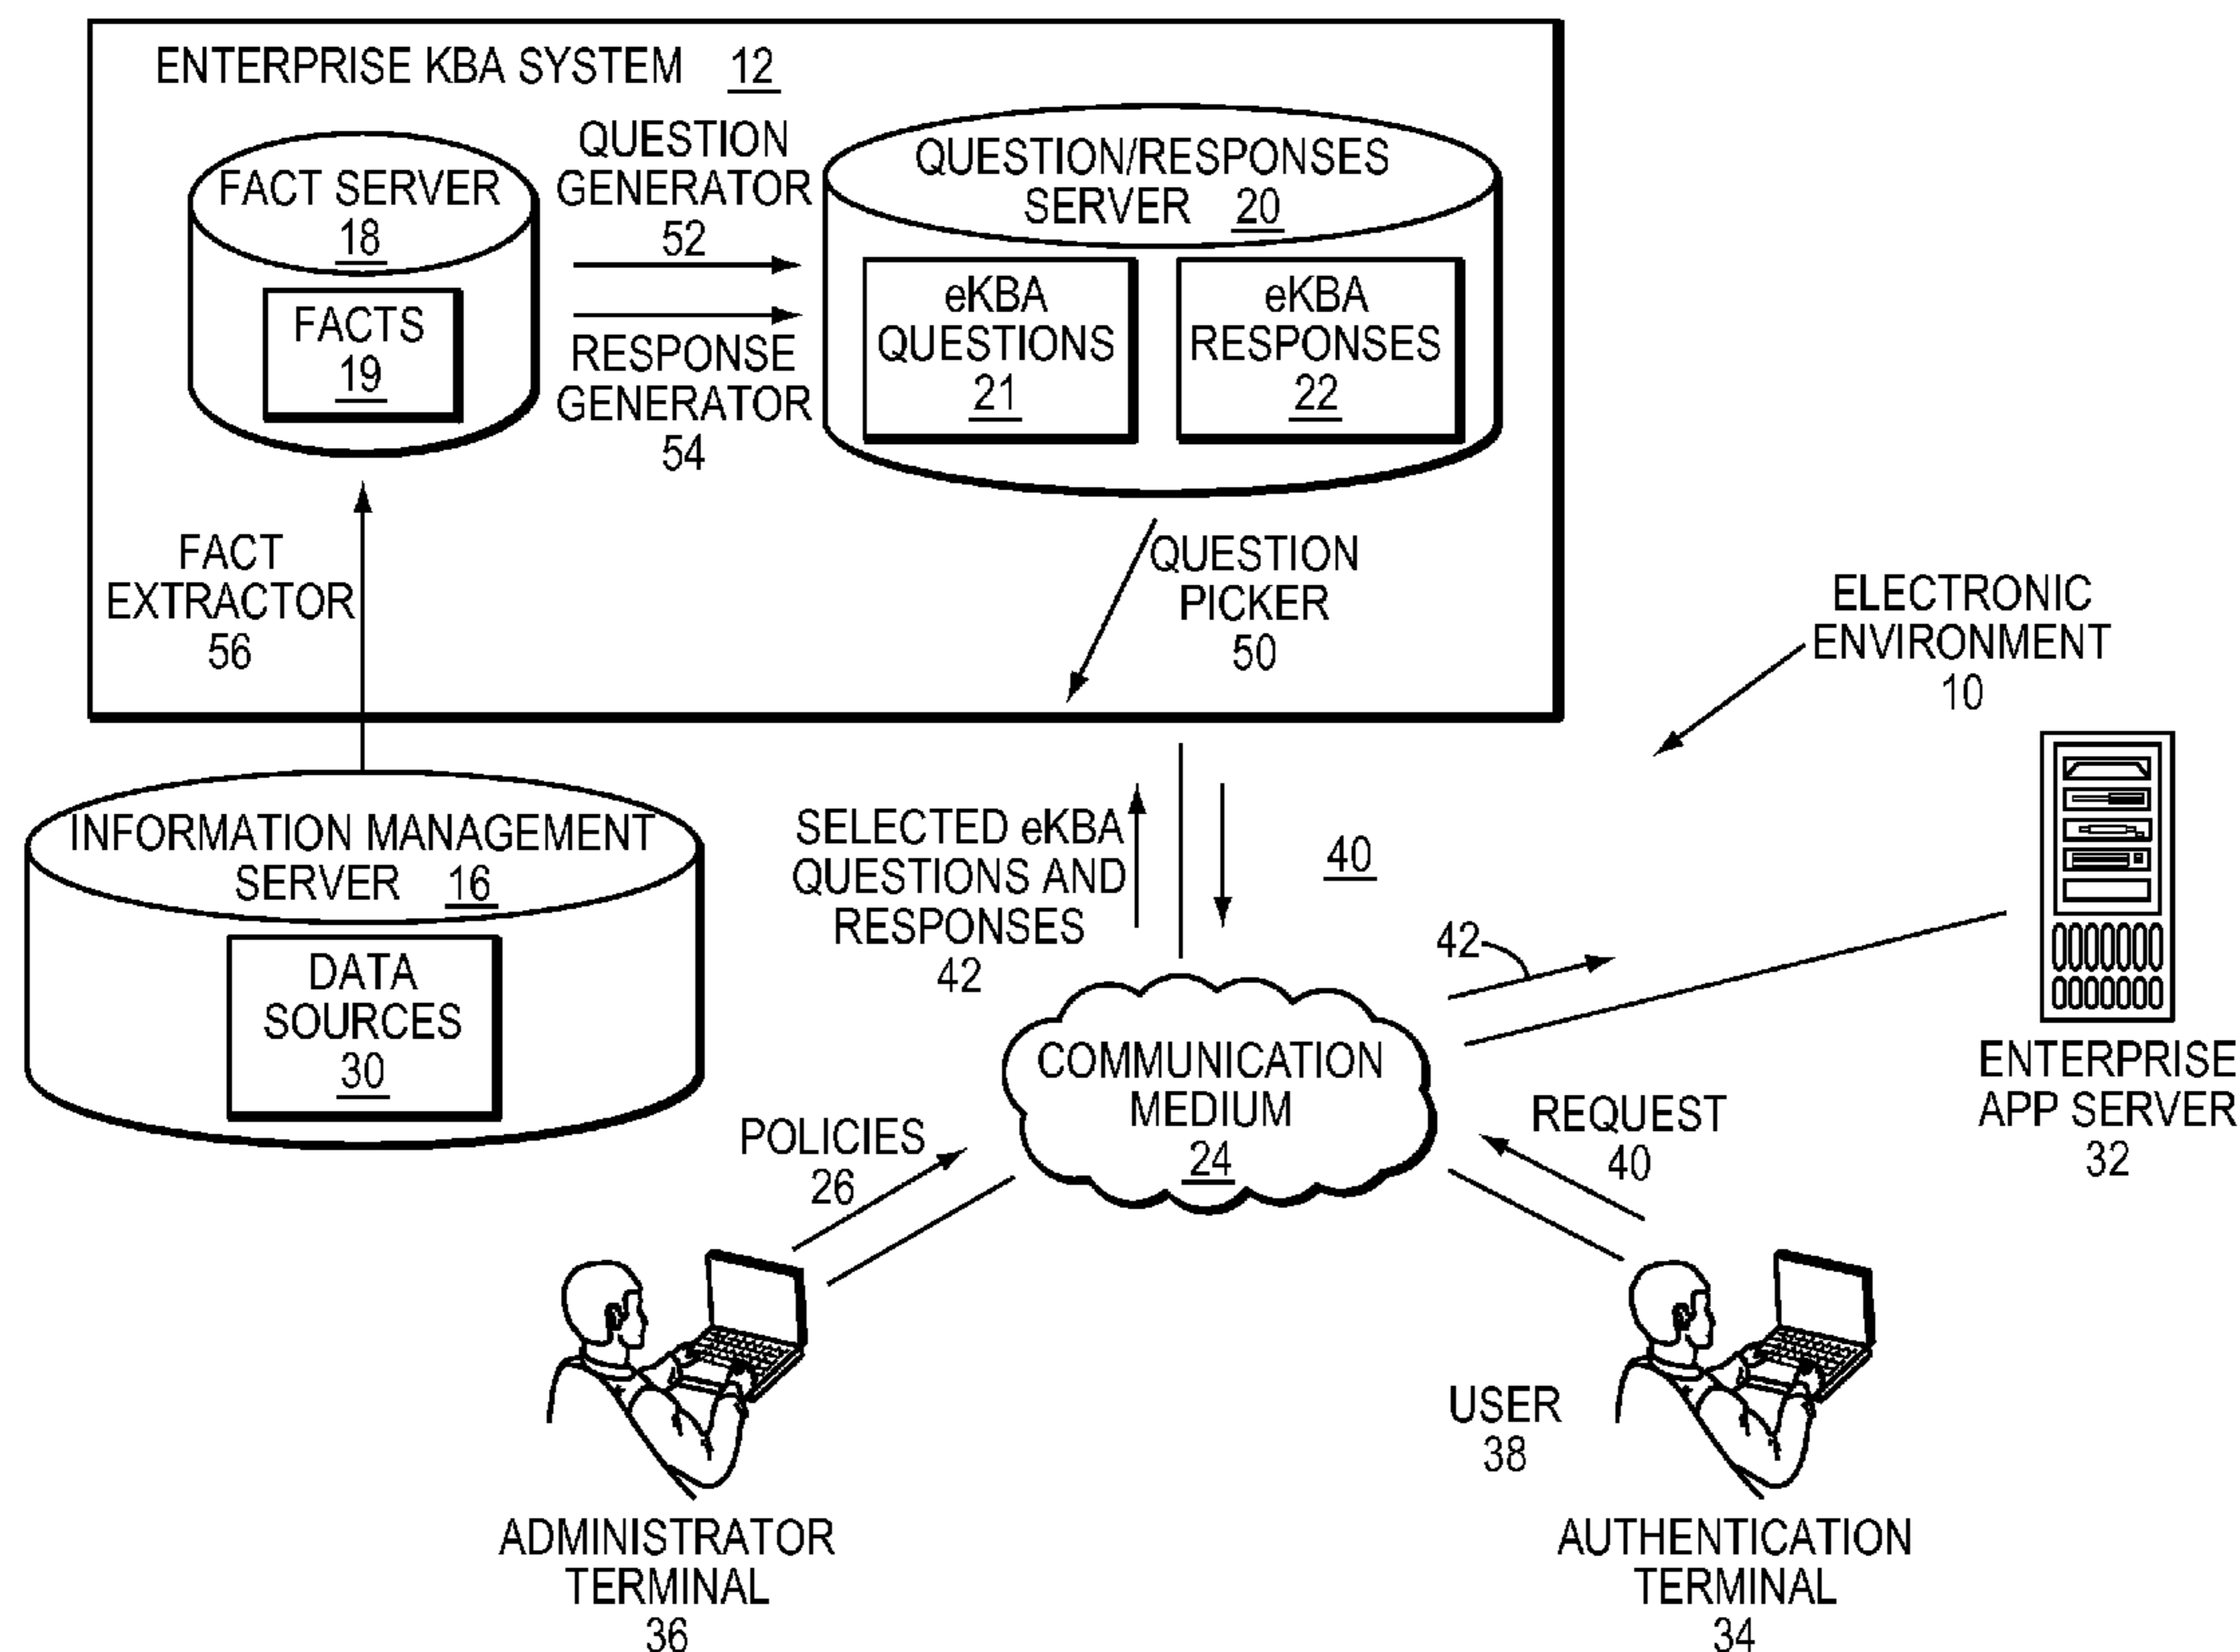 ENTERPRISE KBA SYSTEM 12
FACT SERVER
18
FACTS
19
QUESTION
GENERATOR
52
RESPONSE
GENERATOR
54
QUESTION/RESPONSES
SERVER 20
eKBA
QUESTIONS
21
eKBA
RESPONSES
22
FACT
EXTRACTOR
56
QUESTION
PICKER
50
ELECTRONIC
ENVIRONMENT
10
INFORMATION MANAGEMENT
SERVER 16
DATA
SOURCES
30
SELECTED eKBA
QUESTIONS AND
RESPONSES
42
40
42
ENTERPRISE
APP SERVER
32
COMMUNICATION
MEDIUM
24
POLICIES
26
REQUEST
40
ADMINISTRATOR
TERMINAL
36
USER
38
AUTHENTICATION
TERMINAL
34